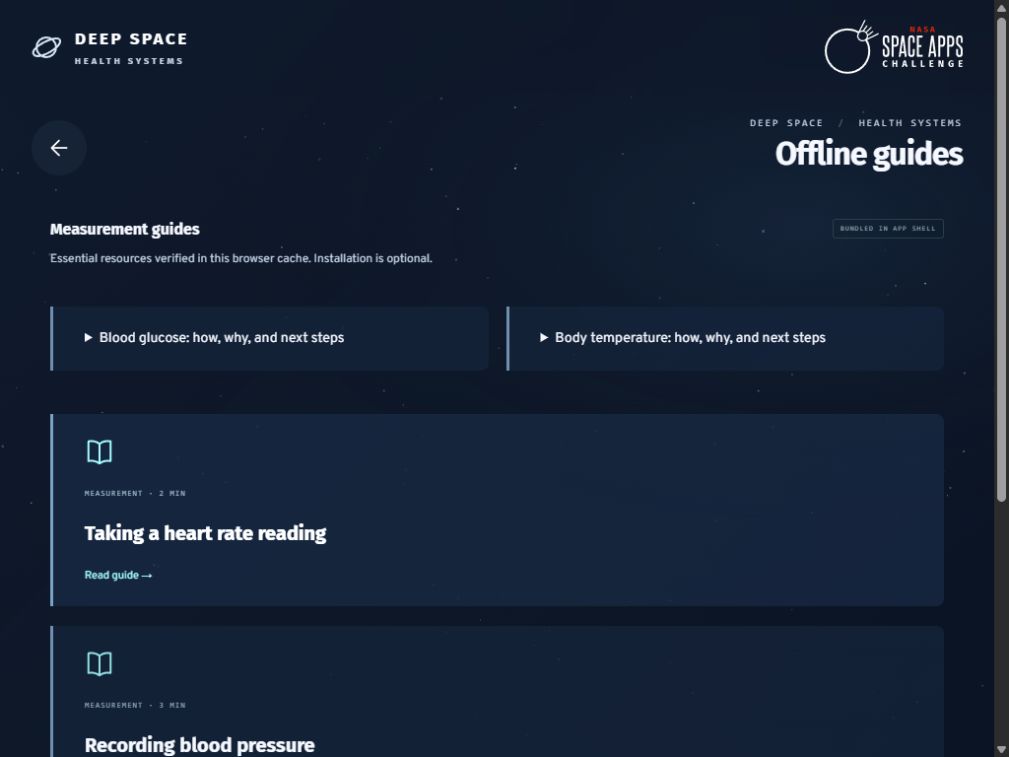 DEEP SPACE
HEALTH SYSTEMS
NASA
SPACE APPS
CHALLENGE
DEEP SPACE / HEALTH SYSTEMS
Offline guides
Measurement guides
BUNDLED IN APP SHELL
Essential resources verified in this browser cache. Installation is optional.
Blood glucose: how, why, and next steps
Body temperature: how, why, and next steps
MEASUREMENT · 2 MIN
Taking a heart rate reading
Read guide →
MEASUREMENT · 3 MIN
Recording blood pressure